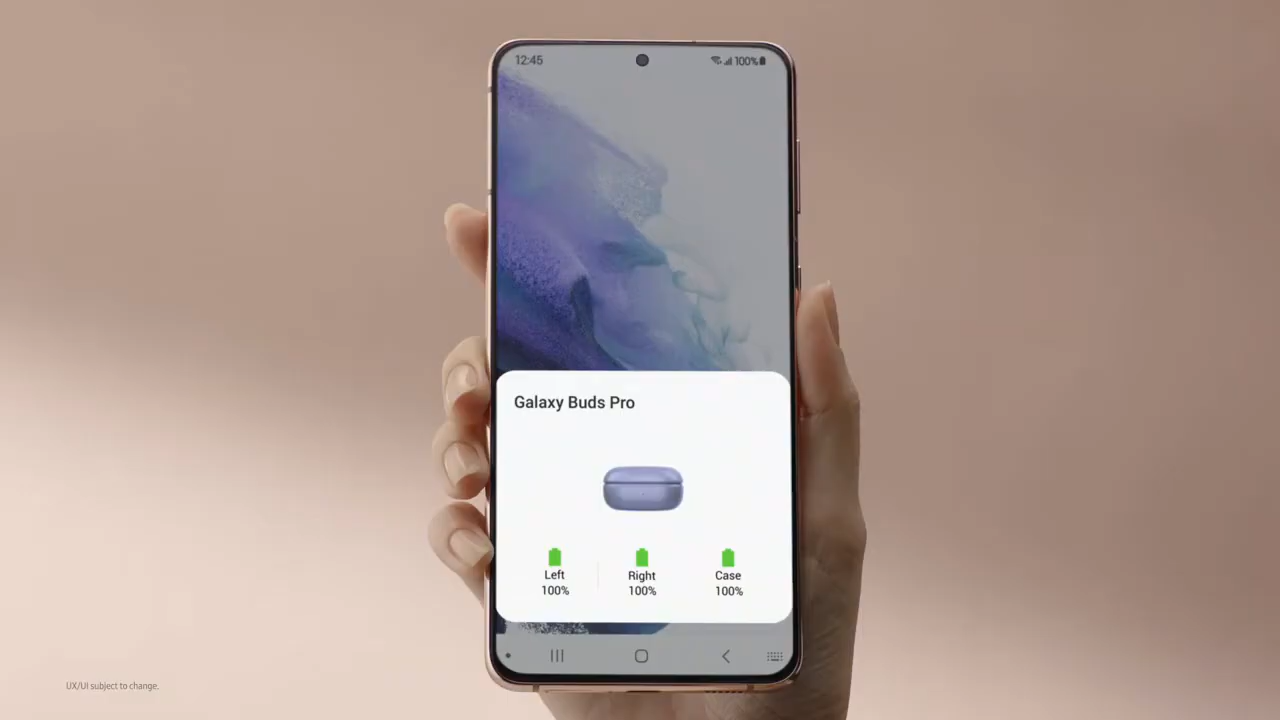 12:45
100%
Galaxy Buds Pro
Left
100%
Right
100%
Case
100%
UX/UI subject to change.